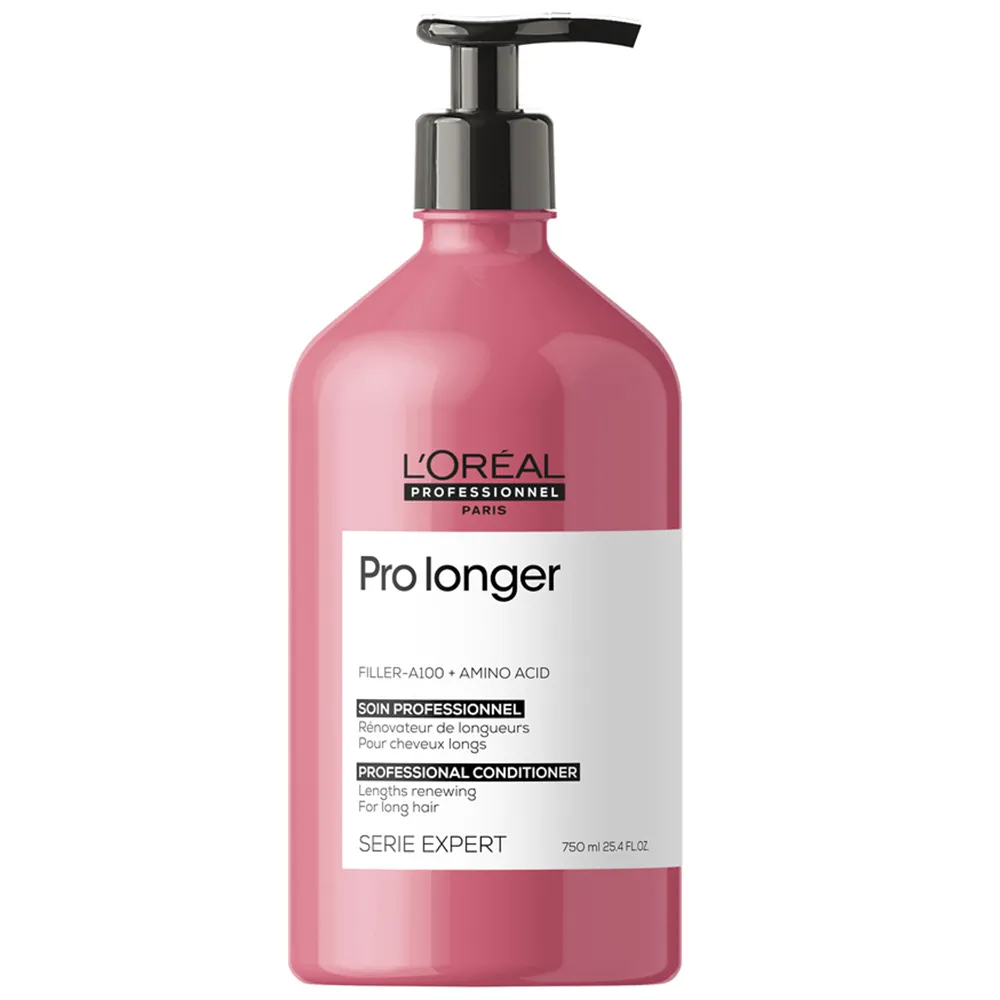 L'ORÉAL
PROFESSIONNEL
PARIS
Pro longer
FILLER-A100 + AMINO ACID
SOIN PROFESSIONNEL
Rénovateur de longueurs
Pour cheveux longs
PROFESSIONAL CONDITIONER
Lengths renewing
For long hair
SERIE EXPERT
750 ml 25.4 FL.OZ.